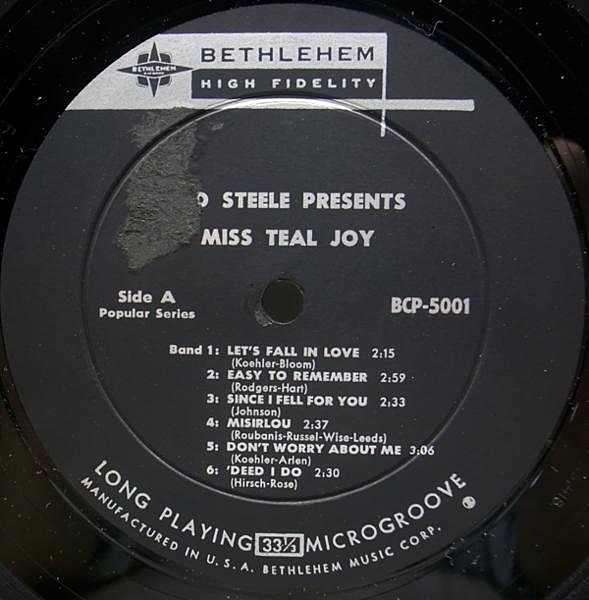 BETHLEHEM
BETHLEHEM
HIGH FIDELITY
STEELE PRESENTS
MISS TEAL JOY
Side A
Popular Series
BCP-5001
Band 1: LET'S FALL IN LOVE 2:15
(Koehler-Bloom)
2: EASY TO REMEMBER 2:59
(Rodgers-Hart)
3: SINCE I FELL FOR YOU 2:33
(Johnson)
4: MISIRLOU 2:37
(Roubanis-Russel-Wise-Leeds)
5: DON'T WORRY ABOUT ME 3:06
(Koehler-Arlen)
6: 'DEED I DO 2:30
(Hirsch-Rose)
LONG PLAYING 33⅓ MICROGROOVE
MANUFACTURED IN U.S.A. BETHLEHEM MUSIC CORP.